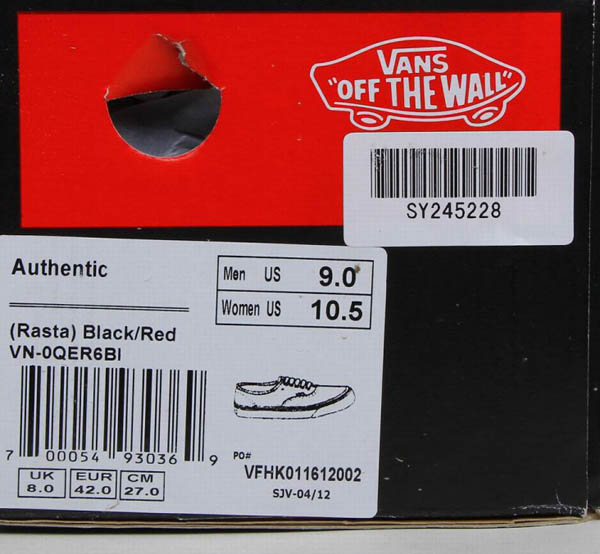 VANS
"OFF THE WALL"
SY245228
Authentic
Men US 9.0
Women US 10.5
(Rasta) Black/Red
VN-0QER6BI
7 00054 93036 9
PO#
VFHK011612002
SJV-04/12
UK EUR CM
8.0 42.0 27.0